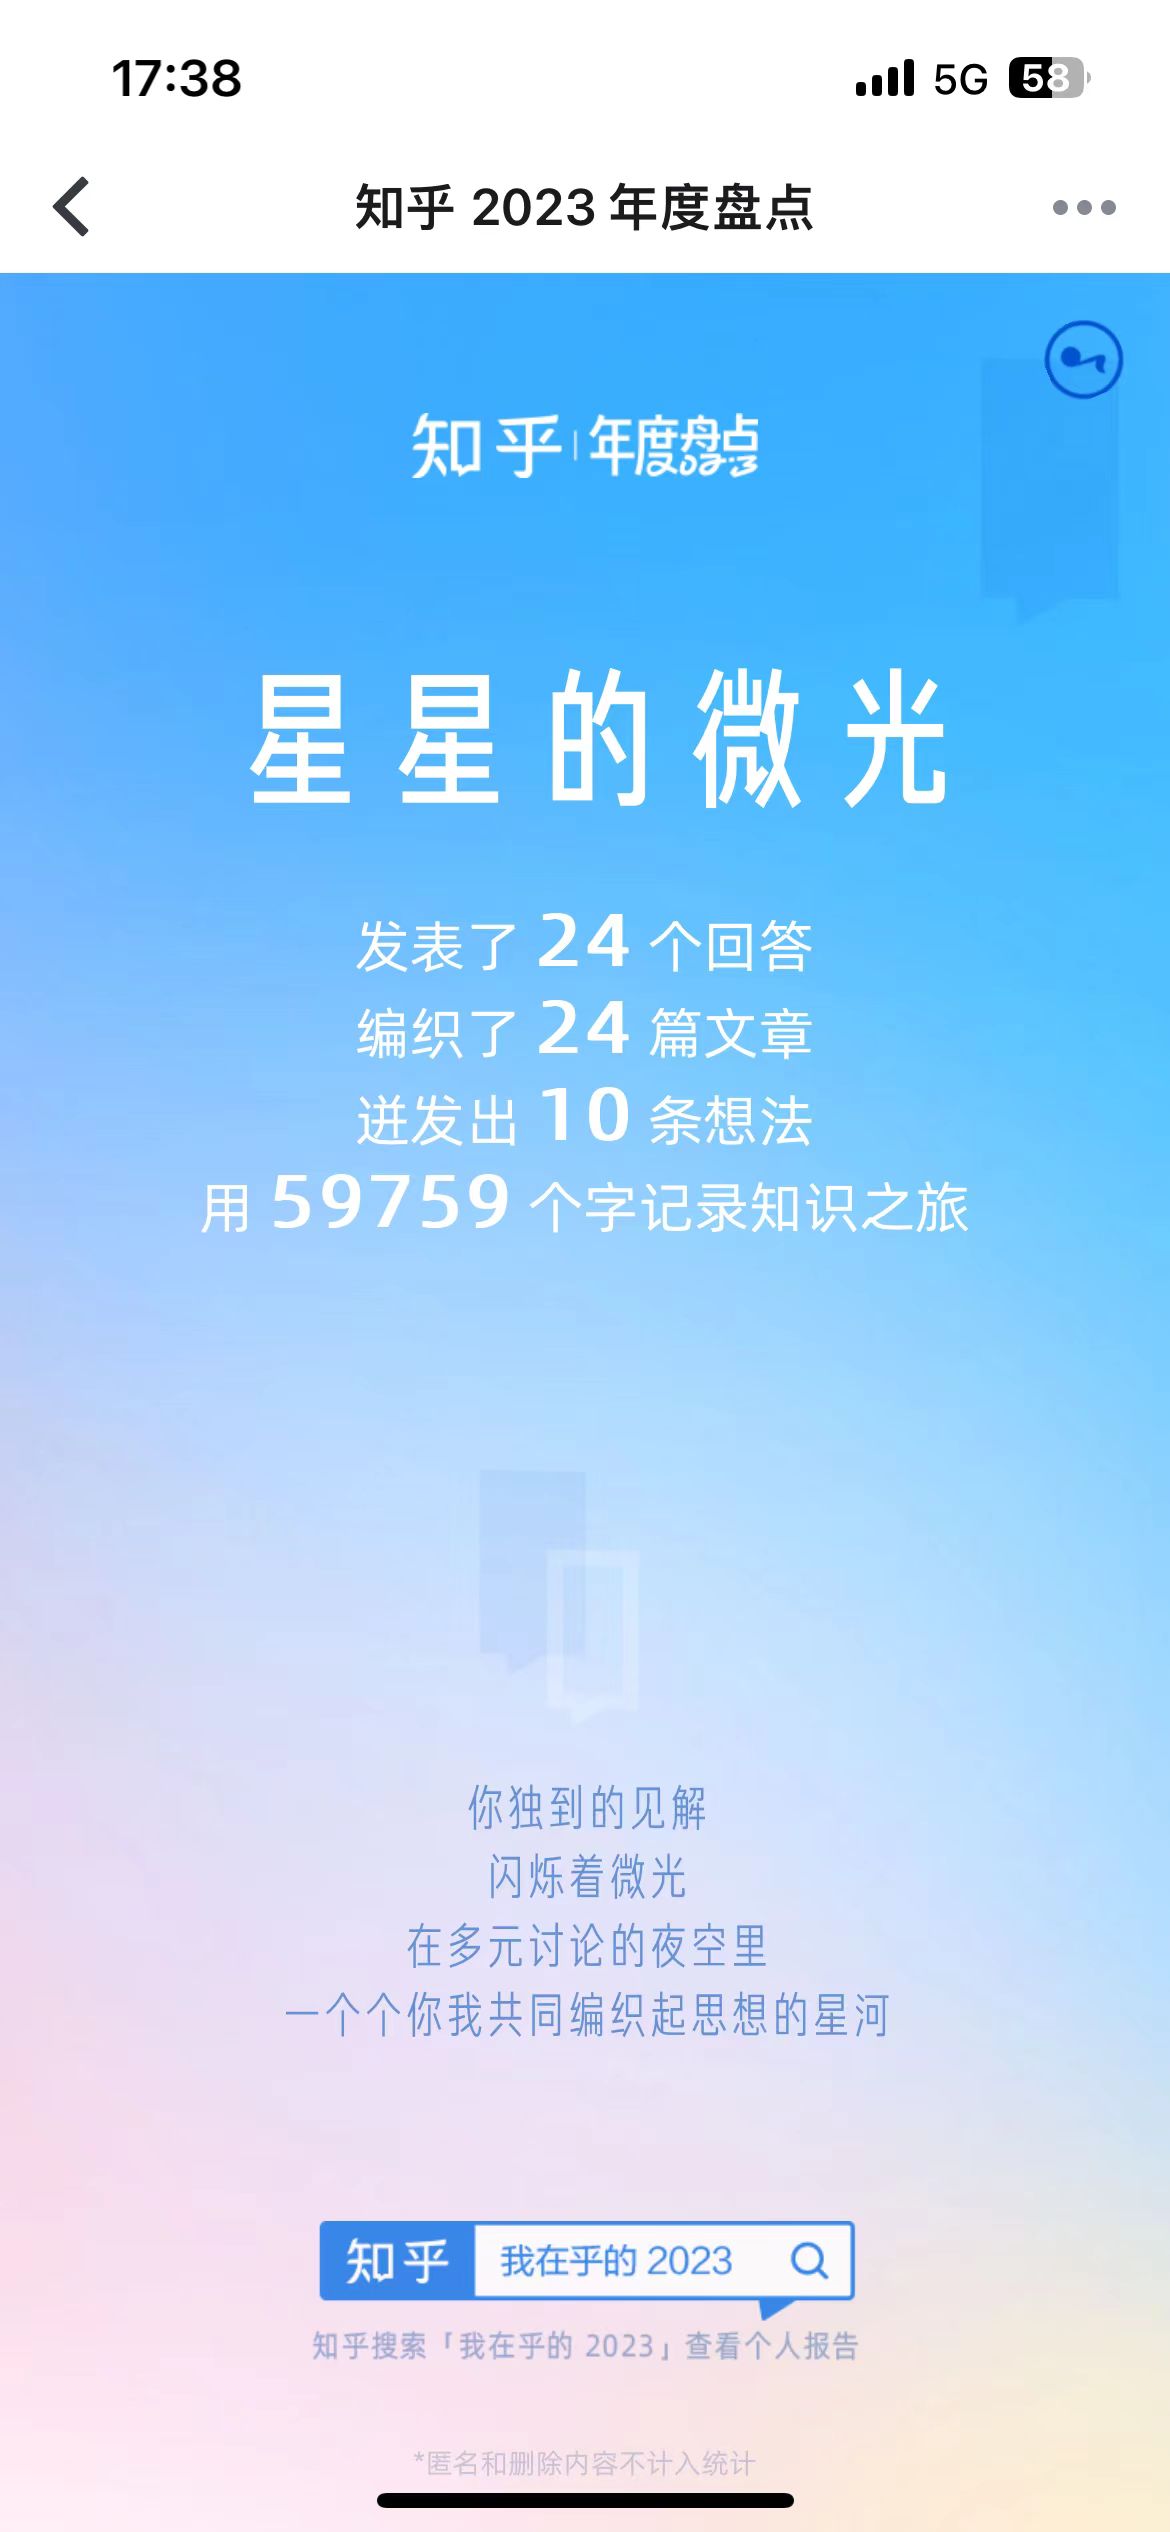 17:38
5G 58
知乎 2023 年度盘点
知乎 | 年度盘点
2023
星星的微光
发表了 24 个回答
编织了 24 篇文章
迸发出 10 条想法
用 59759 个字记录知识之旅
你独到的见解
闪烁着微光
在多元讨论的夜空里
一个个你我共同编织起思想的星河
知乎 我在乎的 2023
知乎搜索「我在乎的 2023」查看个人报告
*匿名和删除内容不计入统计